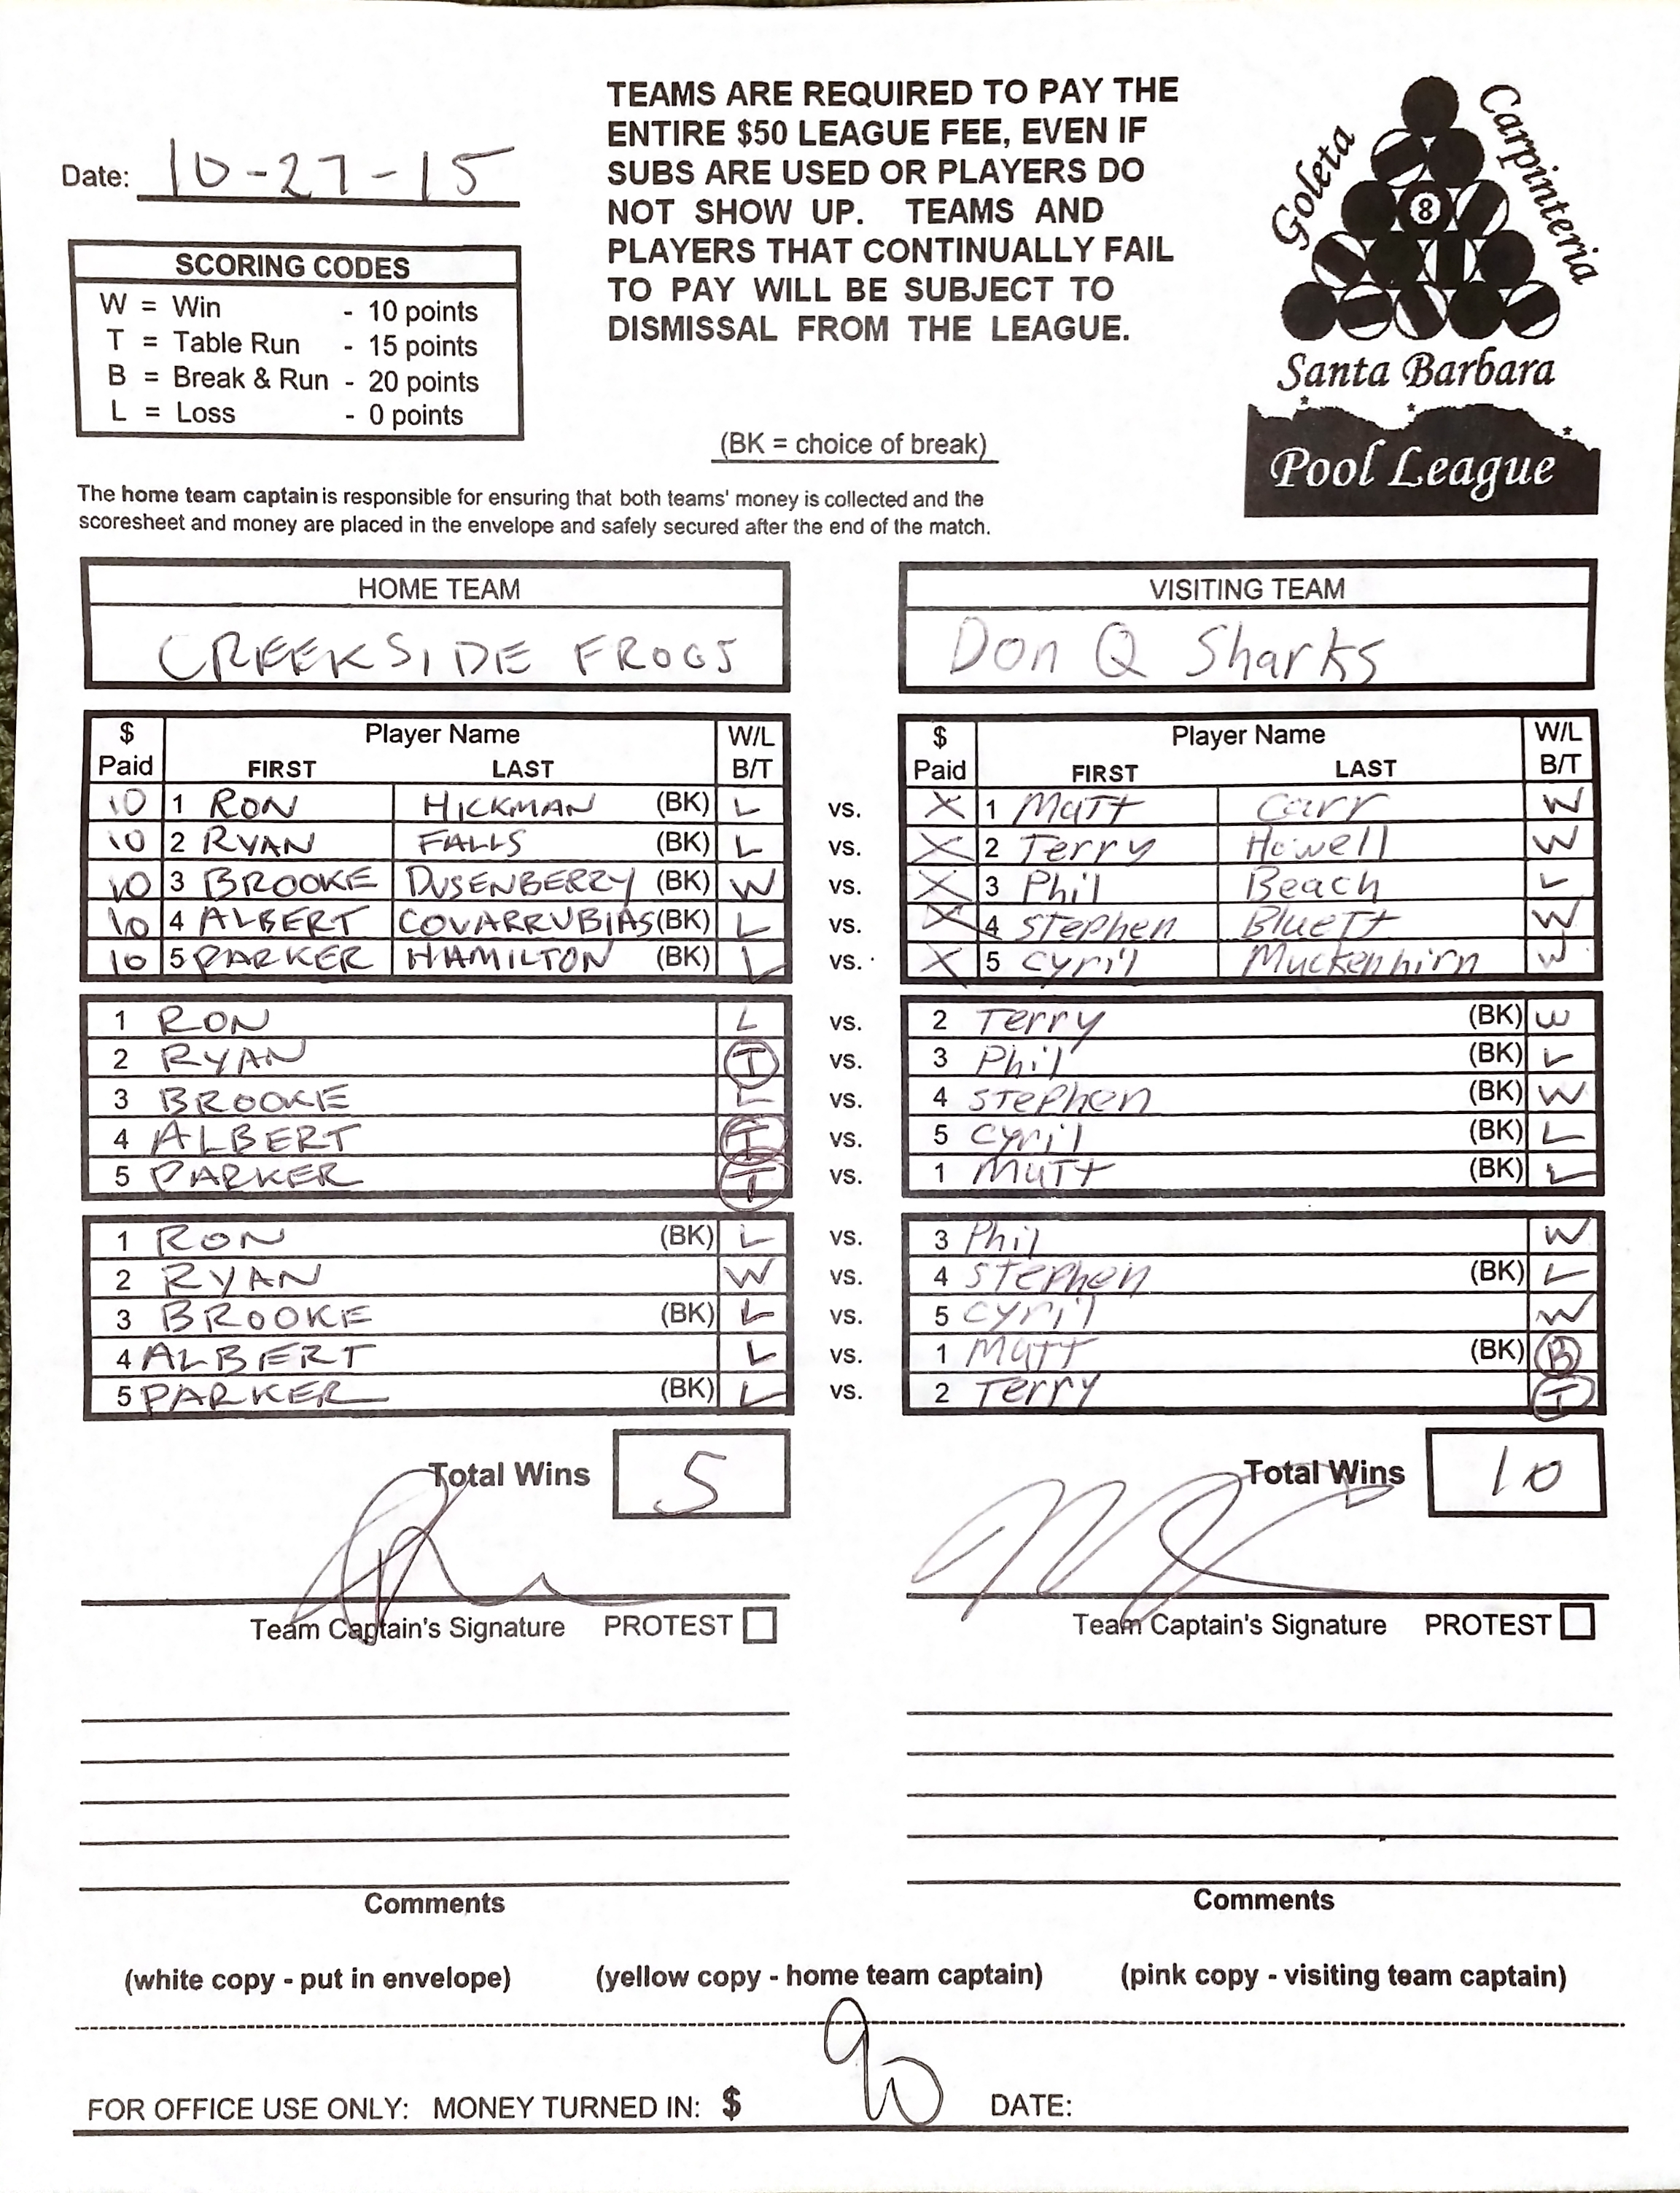 TEAMS ARE REQUIRED TO PAY THE
ENTIRE $50 LEAGUE FEE, EVEN IF
SUBS ARE USED OR PLAYERS DO
NOT SHOW UP. TEAMS AND
PLAYERS THAT CONTINUALLY FAIL
TO PAY WILL BE SUBJECT TO
DISMISSAL FROM THE LEAGUE.
Date: 10-27-15
Goleta
Carpinteria
8
Santa Barbara
Pool League
SCORING CODES
W = Win - 10 points
T = Table Run - 15 points
B = Break & Run - 20 points
L = Loss - 0 points
(BK = choice of break)
The home team captain is responsible for ensuring that both teams' money is collected and the
scoresheet and money are placed in the envelope and safely secured after the end of the match.
HOME TEAM VISITING TEAM
CREEKSIDE FROGS Don Q Sharks
$ Player Name W/L $ Player Name W/L
Paid FIRST LAST B/T Paid FIRST LAST B/T
10 1 RON HICKMAN (BK) L vs. X 1 Matt Carr W
10 2 RYAN FALLS (BK) L vs. X 2 Terry Howell W
10 3 BROOKE DUSENBERRY (BK) W vs. X 3 Phil Beach L
10 4 ALBERT COVARRUBIAS (BK) L vs. X 4 Stephen Bluett W
10 5 PARKER HAMILTON (BK) L vs. X 5 Cyril Muckenhirn W
1 RON L vs. 2 Terry (BK) W
2 RYAN T vs. 3 Phil (BK) L
3 BROOKE L vs. 4 Stephen (BK) W
4 ALBERT T vs. 5 Cyril (BK) L
5 PARKER T vs. 1 Matt (BK) L
1 RON (BK) L vs. 3 Phil W
2 RYAN W vs. 4 Stephen (BK) L
3 BROOKE (BK) L vs. 5 Cyril W
4 ALBERT L vs. 1 Matt (BK) B
5 PARKER (BK) L vs. 2 Terry T
Total Wins 5 Total Wins 10
Team Captain's Signature PROTEST Team Captain's Signature PROTEST
Comments Comments
(white copy - put in envelope) (yellow copy - home team captain) (pink copy - visiting team captain)
FOR OFFICE USE ONLY: MONEY TURNED IN: $ 90 DATE: